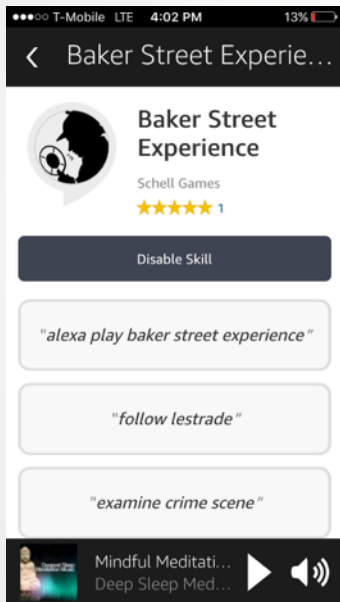 T-Mobile LTE 4:02 PM 13%
Baker Street Experie...
Baker Street
Experience
Schell Games
1
Disable Skill
"alexa play baker street experience"
"follow lestrade"
"examine crime scene"
Mindful Meditati...
Deep Sleep Med...